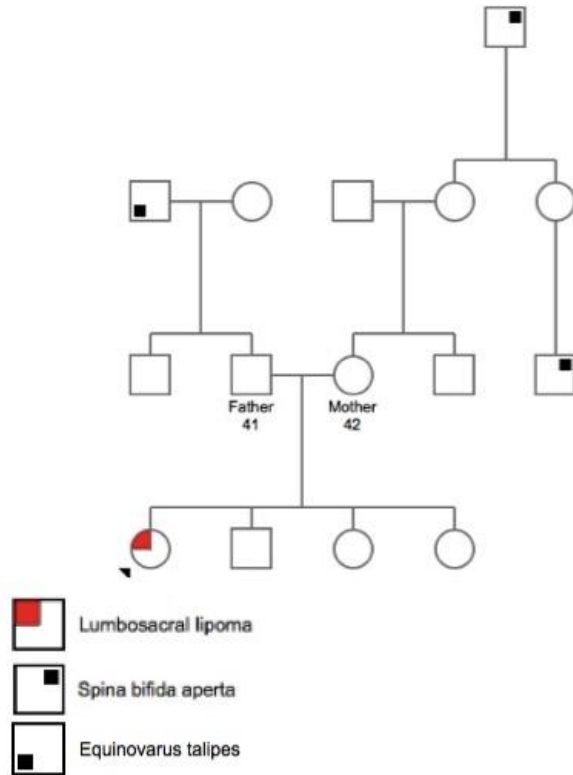 Father Mother
41 42
Lumbosacral lipoma
Spina bifida aperta
Equinovarus talipes